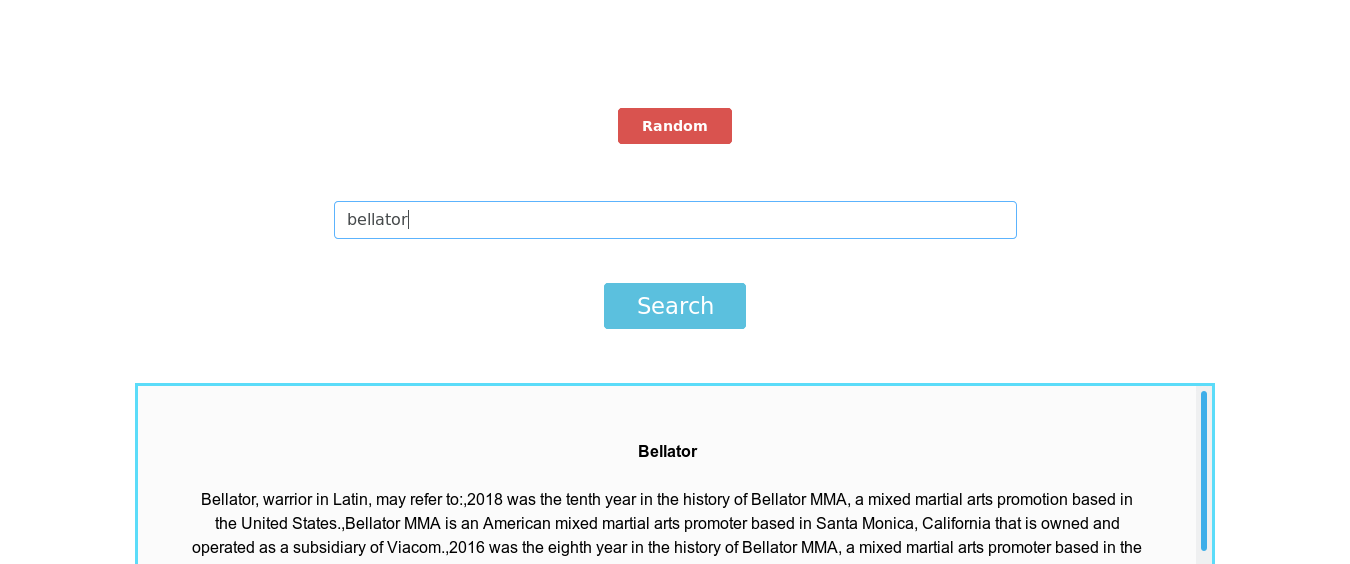 Random
bellator
Search
Bellator
Bellator, warrior in Latin, may refer to:,2018 was the tenth year in the history of Bellator MMA, a mixed martial arts promotion based in
the United States.,Bellator MMA is an American mixed martial arts promoter based in Santa Monica, California that is owned and
operated as a subsidiary of Viacom.,2016 was the eighth year in the history of Bellator MMA, a mixed martial arts promoter based in the